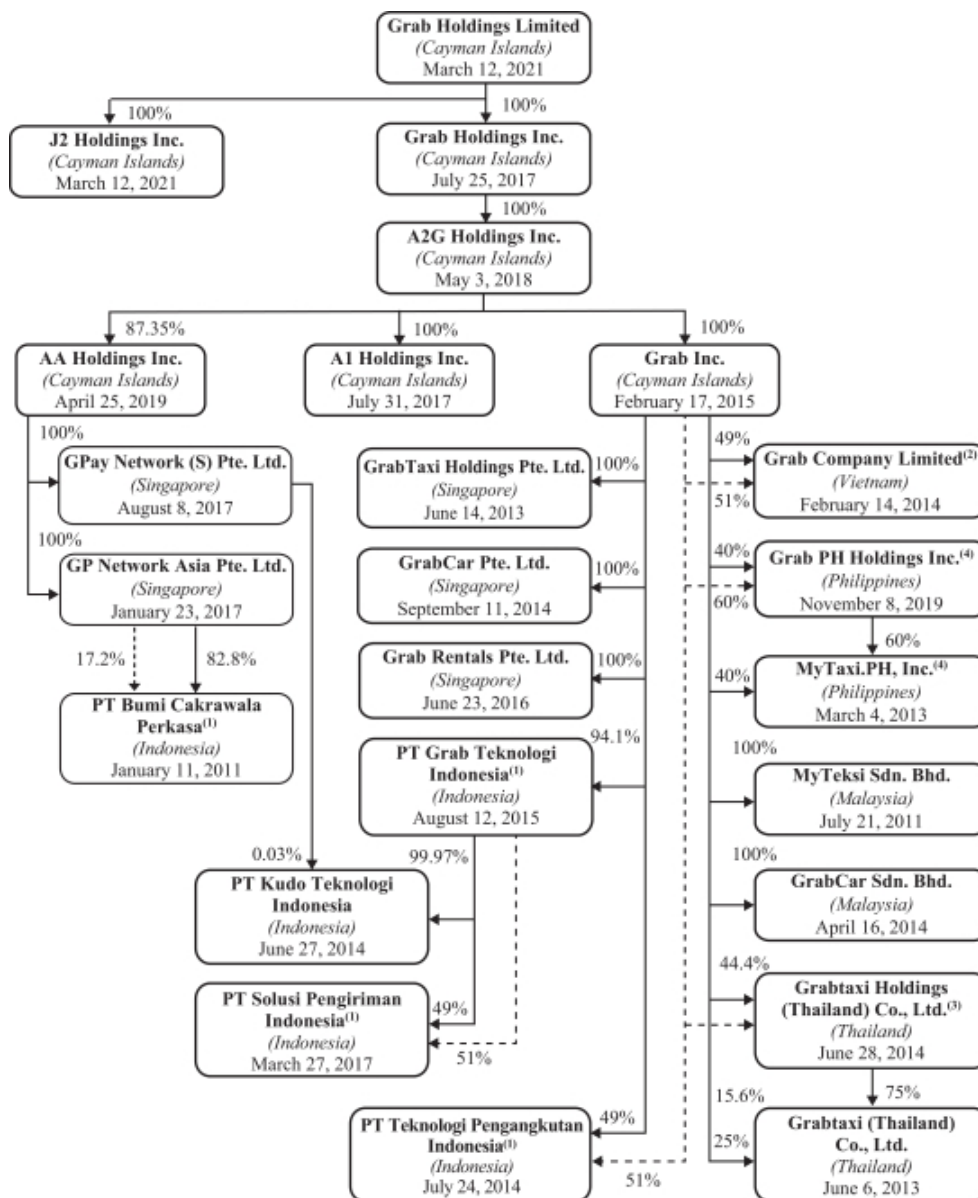 Grab Holdings Limited
(Cayman Islands)
March 12, 2021
100%
100%
J2 Holdings Inc.
(Cayman Islands)
March 12, 2021
Grab Holdings Inc.
(Cayman Islands)
July 25, 2017
100%
A2G Holdings Inc.
(Cayman Islands)
May 3, 2018
87.35%
100%
100%
AA Holdings Inc.
(Cayman Islands)
April 25, 2019
A1 Holdings Inc.
(Cayman Islands)
July 31, 2017
Grab Inc.
(Cayman Islands)
February 17, 2015
100%
GPay Network (S) Pte. Ltd.
(Singapore)
August 8, 2017
100%
GP Network Asia Pte. Ltd.
(Singapore)
January 23, 2017
17.2%
82.8%
PT Bumi Cakrawala
Perkasa(1)
(Indonesia)
January 11, 2011
GrabTaxi Holdings Pte. Ltd.
(Singapore)
June 14, 2013
100%
GrabCar Pte. Ltd.
(Singapore)
September 11, 2014
100%
Grab Rentals Pte. Ltd.
(Singapore)
June 23, 2016
100%
94.1%
PT Grab Teknologi
Indonesia(1)
(Indonesia)
August 12, 2015
0.03%
99.97%
PT Kudo Teknologi
Indonesia
(Indonesia)
June 27, 2014
PT Solusi Pengiriman
Indonesia(1)
(Indonesia)
March 27, 2017
49%
51%
PT Teknologi Pengangkutan
Indonesia(1)
(Indonesia)
July 24, 2014
49%
51%
49%
51%
Grab Company Limited(2)
(Vietnam)
February 14, 2014
40%
60%
Grab PH Holdings Inc.(4)
(Philippines)
November 8, 2019
60%
40%
MyTaxi.PH, Inc.(4)
(Philippines)
March 4, 2013
100%
MyTeksi Sdn. Bhd.
(Malaysia)
July 21, 2011
100%
GrabCar Sdn. Bhd.
(Malaysia)
April 16, 2014
44.4%
Grabtaxi Holdings
(Thailand) Co., Ltd.(3)
(Thailand)
June 28, 2014
15.6%
75%
25%
Grabtaxi (Thailand)
Co., Ltd.
(Thailand)
June 6, 2013